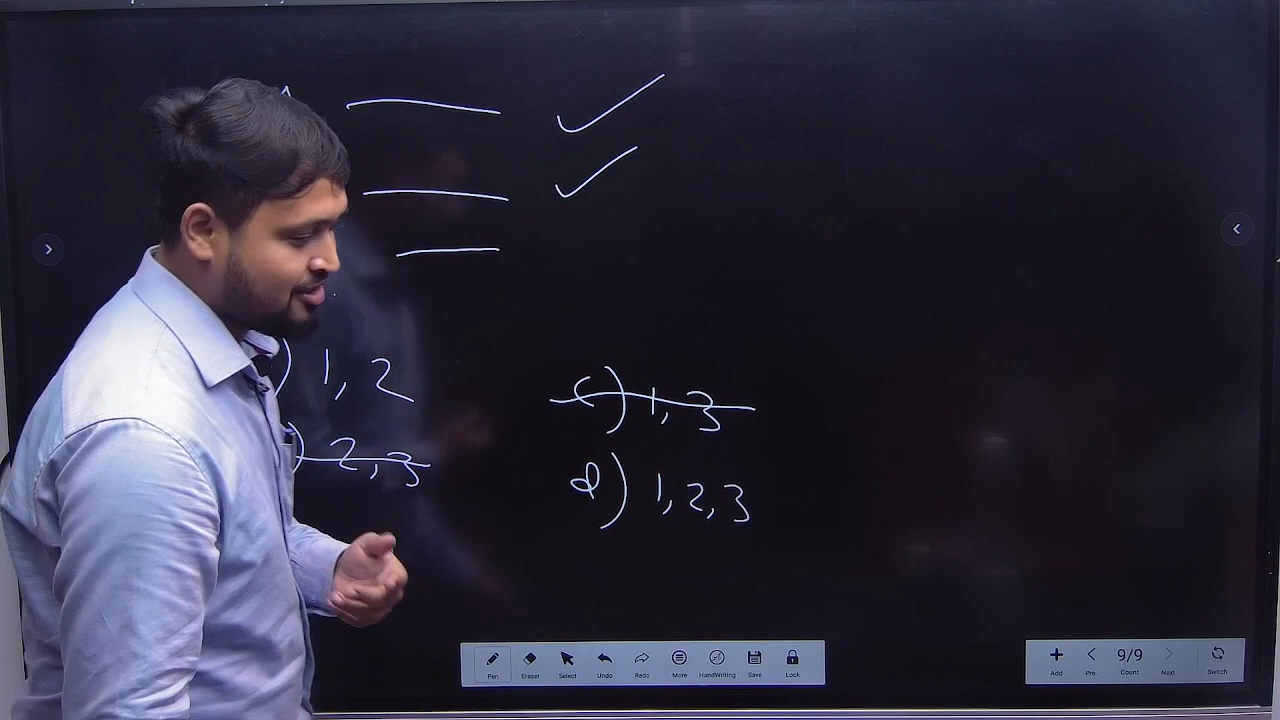 ) 1, 2
) 2, 3
c) 1, 3
d) 1, 2, 3
Pen Eraser Select Undo Redo More HandWriting Save Lock
9/9
Add Pre. Count Next Switch